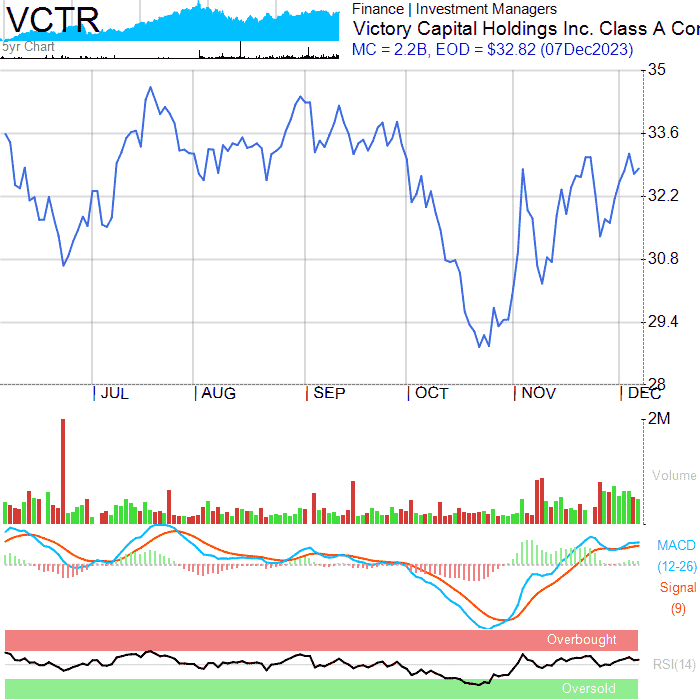 VCTR
5yr Chart
Finance | Investment Managers
Victory Capital Holdings Inc. Class A Cor
MC = 2.2B, EOD = $32.82 (07Dec2023)
35
33.6
32.2
30.8
29.4
28
JUL AUG SEP OCT NOV DEC
2M
Volume
MACD
(12-26)
Signal
(9)
Overbought
RSI(14)
Oversold